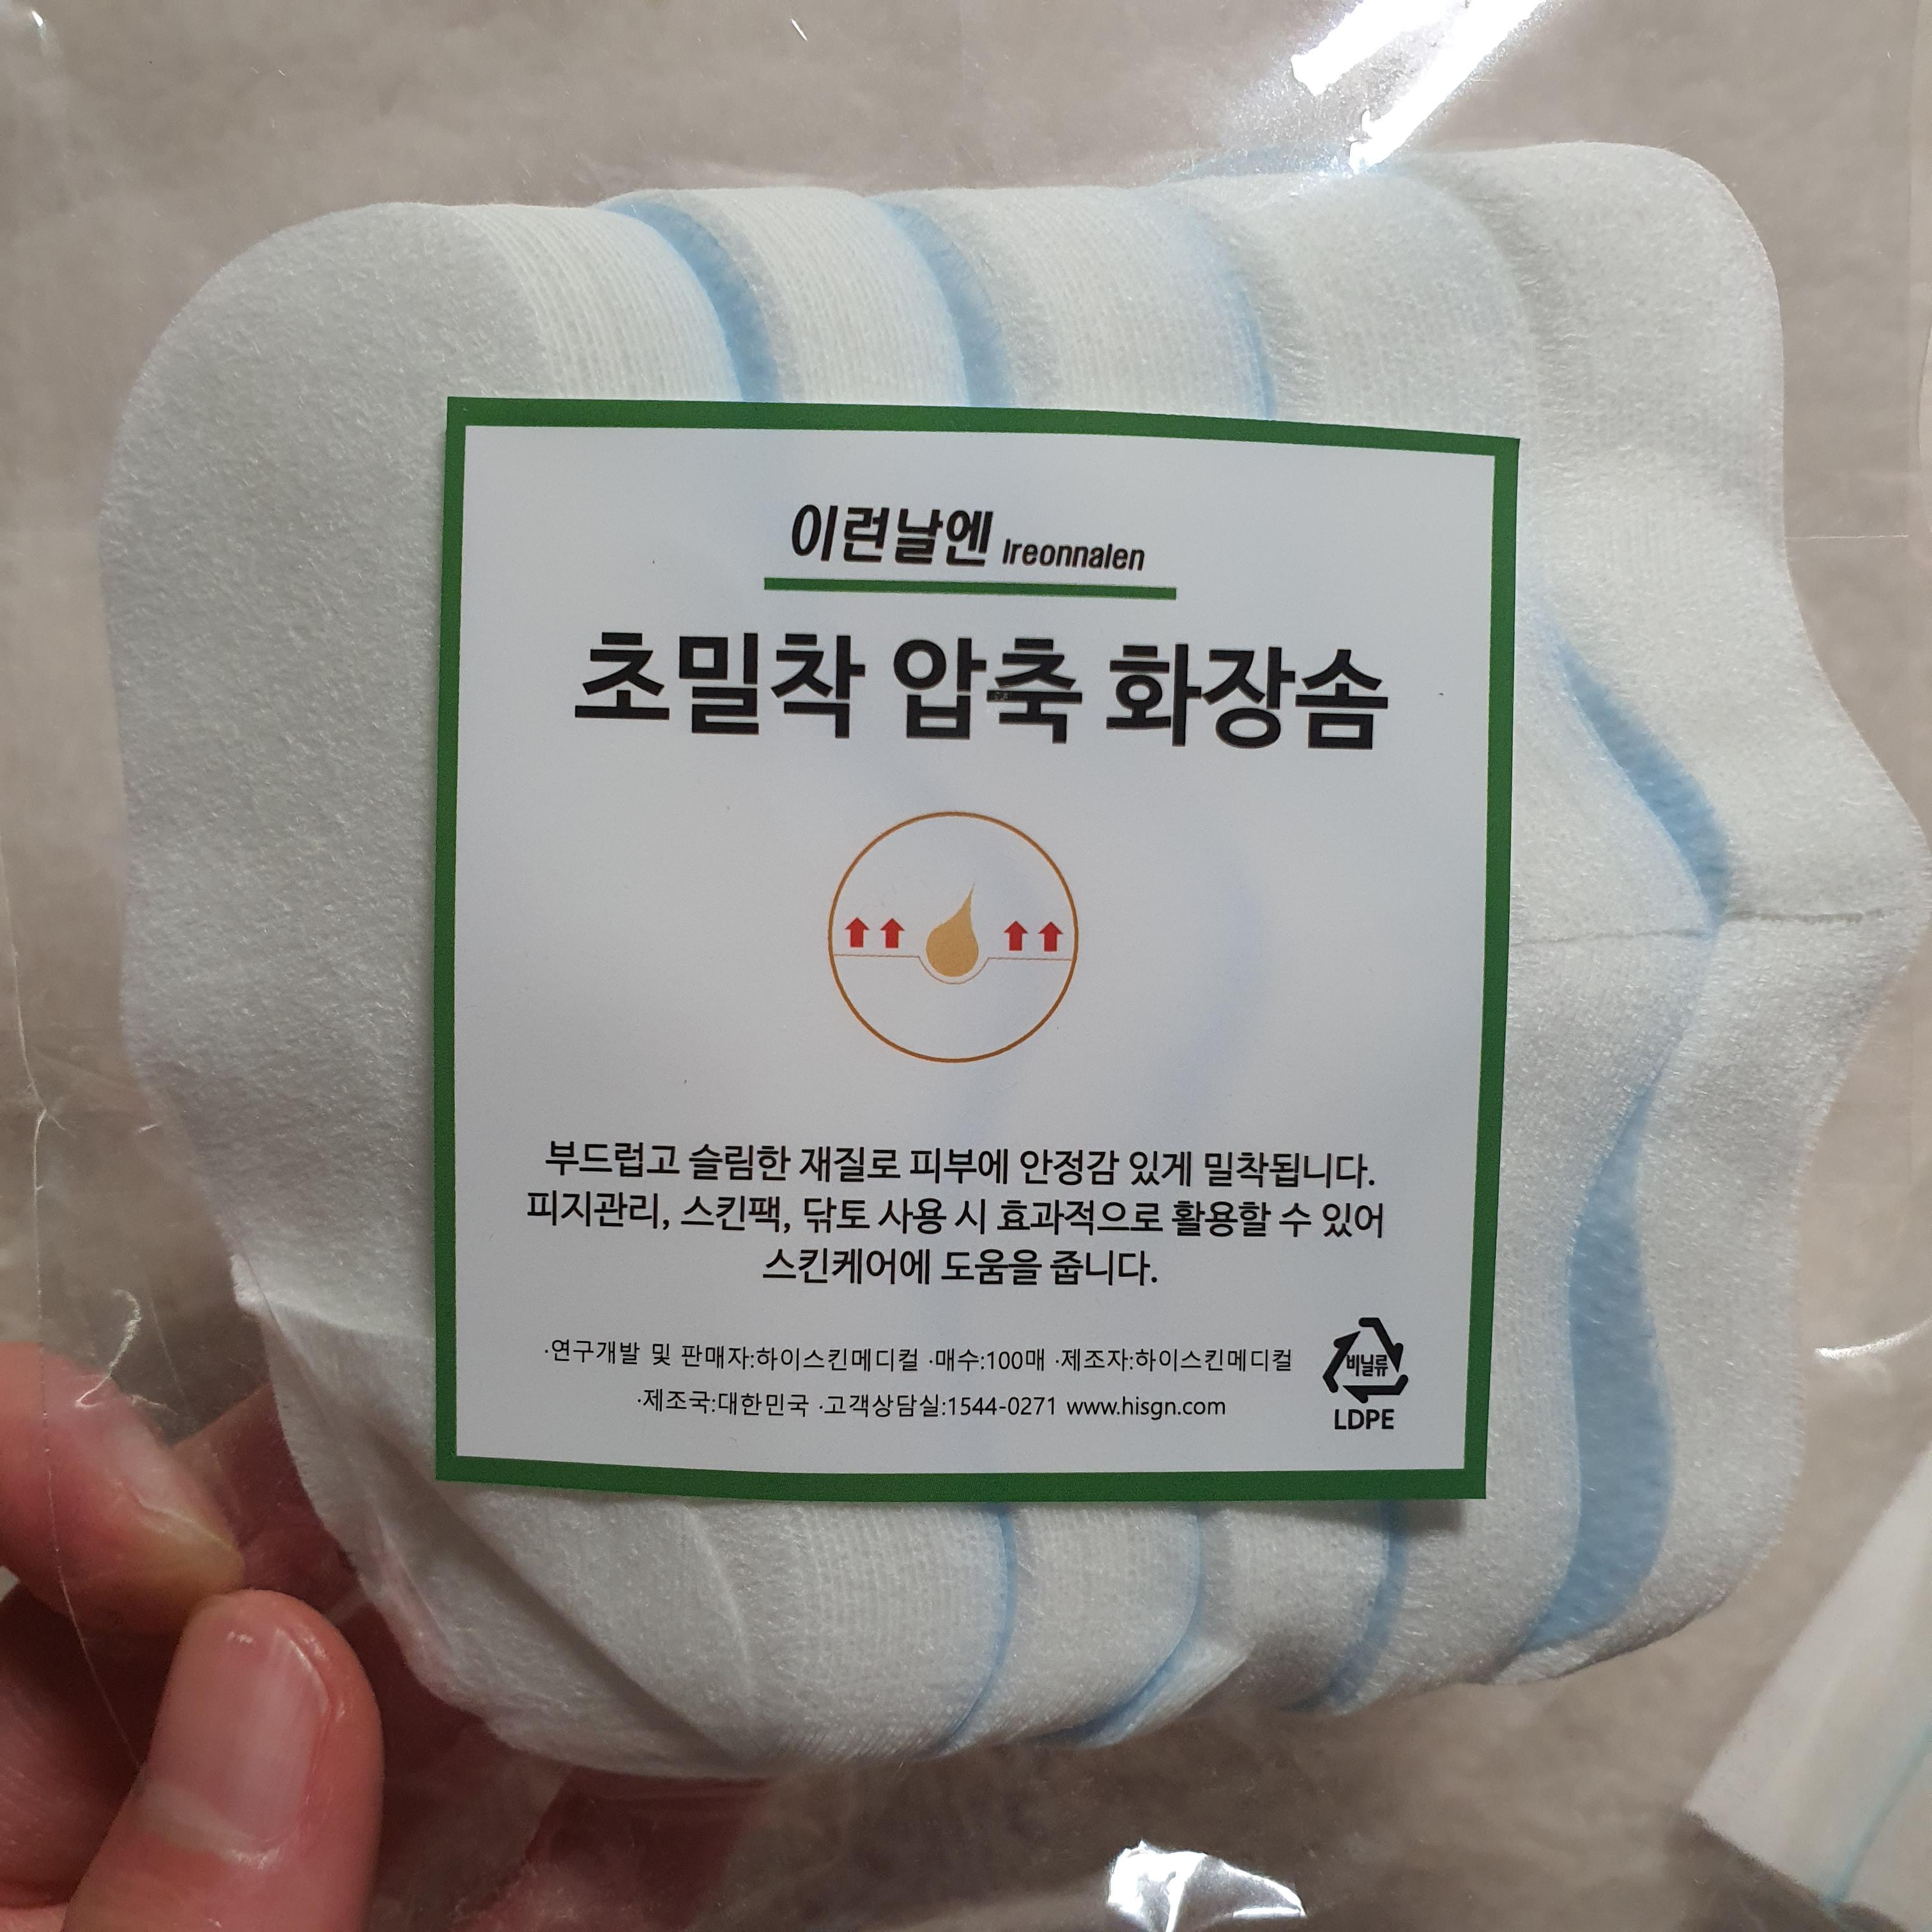 이런날엔 Ireonnalen
초밀착 압축 화장솜
부드럽고 슬림한 재질로 피부에 안정감 있게 밀착됩니다.
피지관리, 스킨팩, 닦토 사용 시 효과적으로 활용할 수 있어
스킨케어에 도움을 줍니다.
·연구개발 및 판매자:하이스킨메디컬 ·매수:100매 ·제조자:하이스킨메디컬
·제조국:대한민국 ·고객상담실:1544-0271 www.hisgn.com
비닐류
LDPE